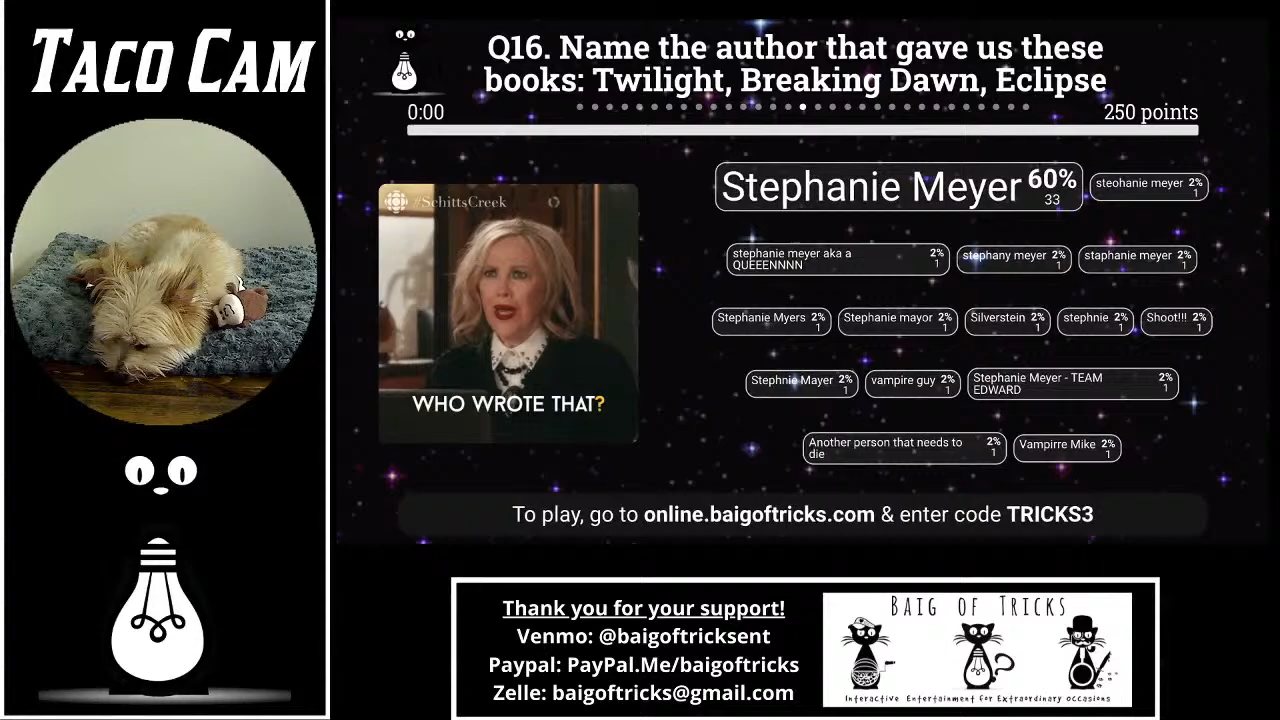 TACO CAM
Q16. Name the author that gave us these
books: Twilight, Breaking Dawn, Eclipse
0:00
250 points
#SchittsCreek
WHO WROTE THAT?
Stephanie Meyer 60% 33
steohanie meyer 2% 1
stephanie meyer aka a
QUEEENNNN 2% 1
stephany meyer 2% 1
staphanie meyer 2% 1
Stephanie Myers 2% 1
Stephanie mayor 2% 1
Silverstein 2% 1
stephnie 2% 1
Shoot!!! 2% 1
Stephnie Mayer 2% 1
vampire guy 2% 1
Stephanie Meyer - TEAM
EDWARD 2% 1
Another person that needs to
die 2% 1
Vampirre Mike 2% 1
To play, go to online.baigoftricks.com & enter code TRICKS3
Thank you for your support!
Venmo: @baigoftricksent
Paypal: PayPal.Me/baigoftricks
Zelle: baigoftricks@gmail.com
BAIG OF TRICKS
Interactive Entertainment for Extraordinary Occasions